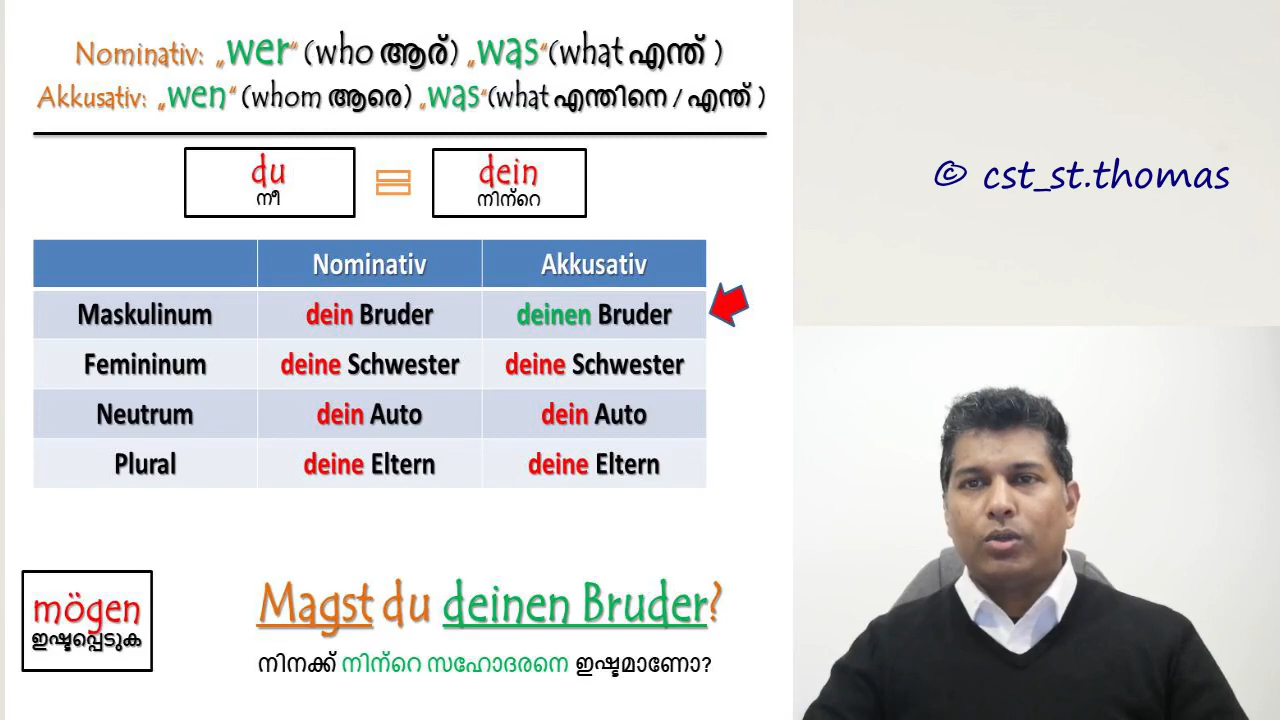 Nominativ: „wer“ (who ആര്) „was“(what എന്ത് )
Akkusativ: „wen“ (whom ആരെ) „was“(what എന്തിനെ / എന്ത് )
du dein
നീ നിന്റെ
© cst_st.thomas
Nominativ Akkusativ
Maskulinum dein Bruder deinen Bruder
Femininum deine Schwester deine Schwester
Neutrum dein Auto dein Auto
Plural deine Eltern deine Eltern
mögen
ഇഷ്ടപ്പെടുക
Magst du deinen Bruder?
നിനക്ക് നിന്റെ സഹോദരനെ ഇഷ്ടമാണോ?